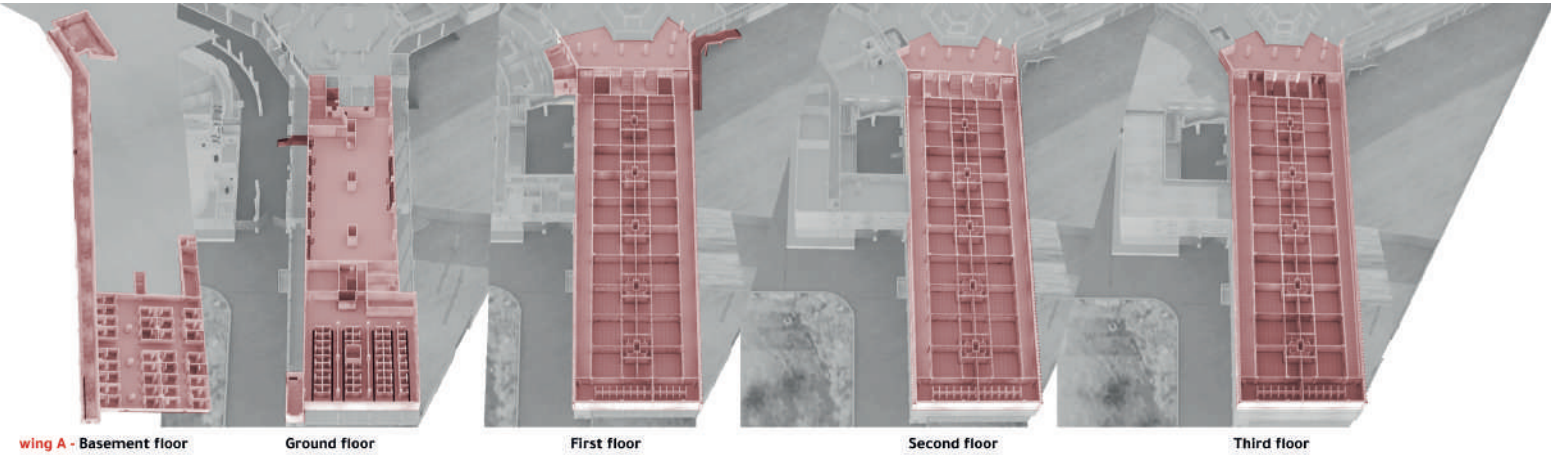 wing A - Basement floor
Ground floor
First floor
Second floor
Third floor